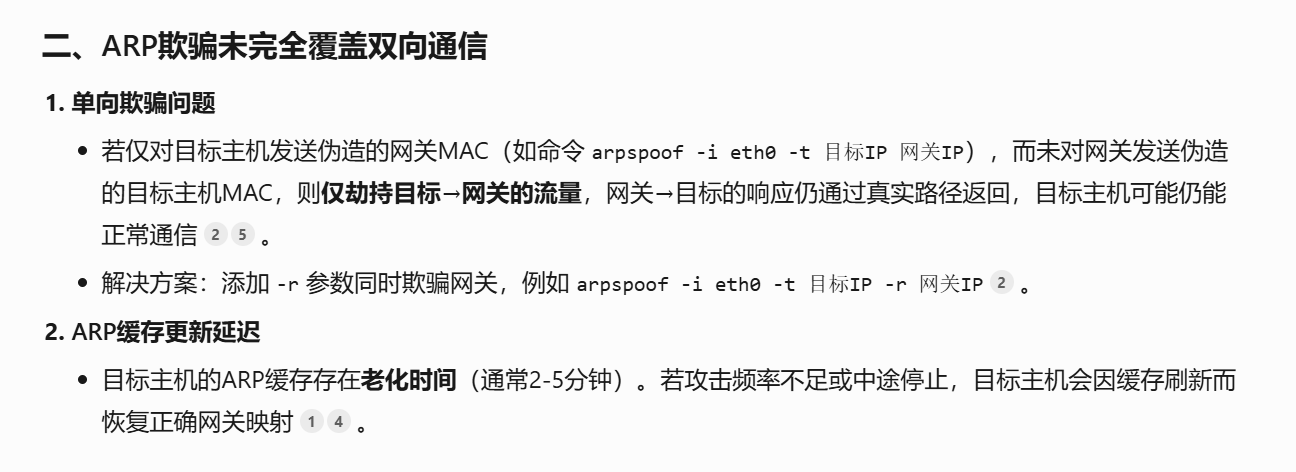 二、ARP欺骗未完全覆盖双向通信
1. 单向欺骗问题
• 若仅对目标主机发送伪造的网关MAC（如命令 arpspoof -i eth0 -t 目标IP 网关IP），而未对网关发送伪造
的目标主机MAC，则仅劫持目标→网关的流量，网关→目标的响应仍通过真实路径返回，目标主机可能仍能
正常通信 2 5 。
• 解决方案：添加 -r 参数同时欺骗网关，例如 arpspoof -i eth0 -t 目标IP -r 网关IP 2 。
2. ARP缓存更新延迟
• 目标主机的ARP缓存存在老化时间（通常2-5分钟）。若攻击频率不足或中途停止，目标主机会因缓存刷新而
恢复正确网关映射 1 4 。